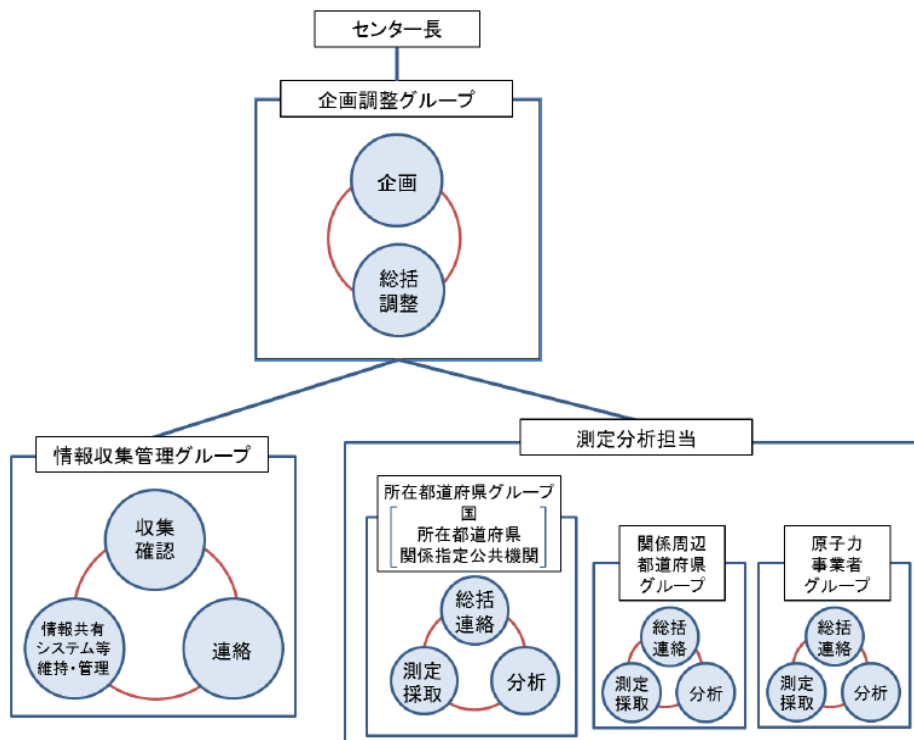 センター長
企画調整グループ
企画
総括
調整
情報収集管理グループ
収集
確認
情報共有
システム等
維持・管理
連絡
測定分析担当
所在都道府県グループ
国
所在都道府県
関係指定公共機関
総括
連絡
測定
採取
分析
関係周辺
都道府県
グループ
総括
連絡
測定
採取
分析
原子力
事業者
グループ
総括
連絡
測定
採取
分析